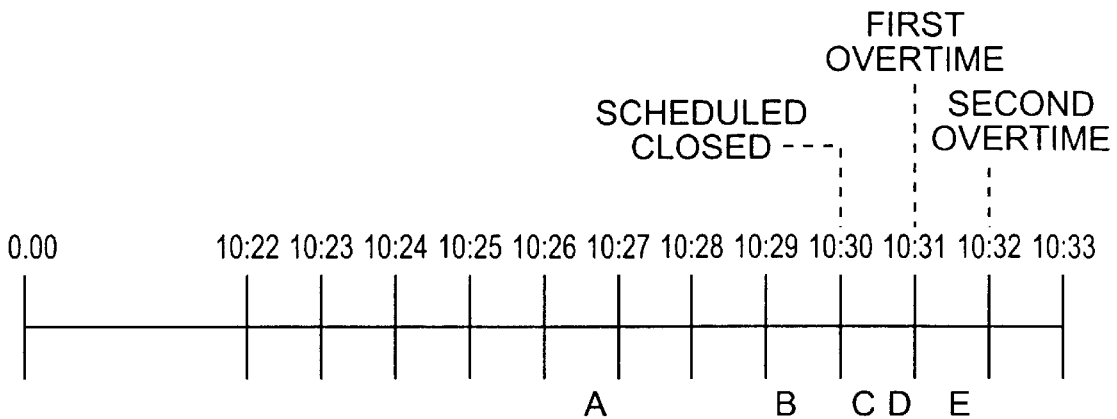 FIRST
OVERTIME
SCHEDULED
CLOSED
SECOND
OVERTIME
0.00 10:22 10:23 10:24 10:25 10:26 10:27 10:28 10:29 10:30 10:31 10:32 10:33
A B C D E